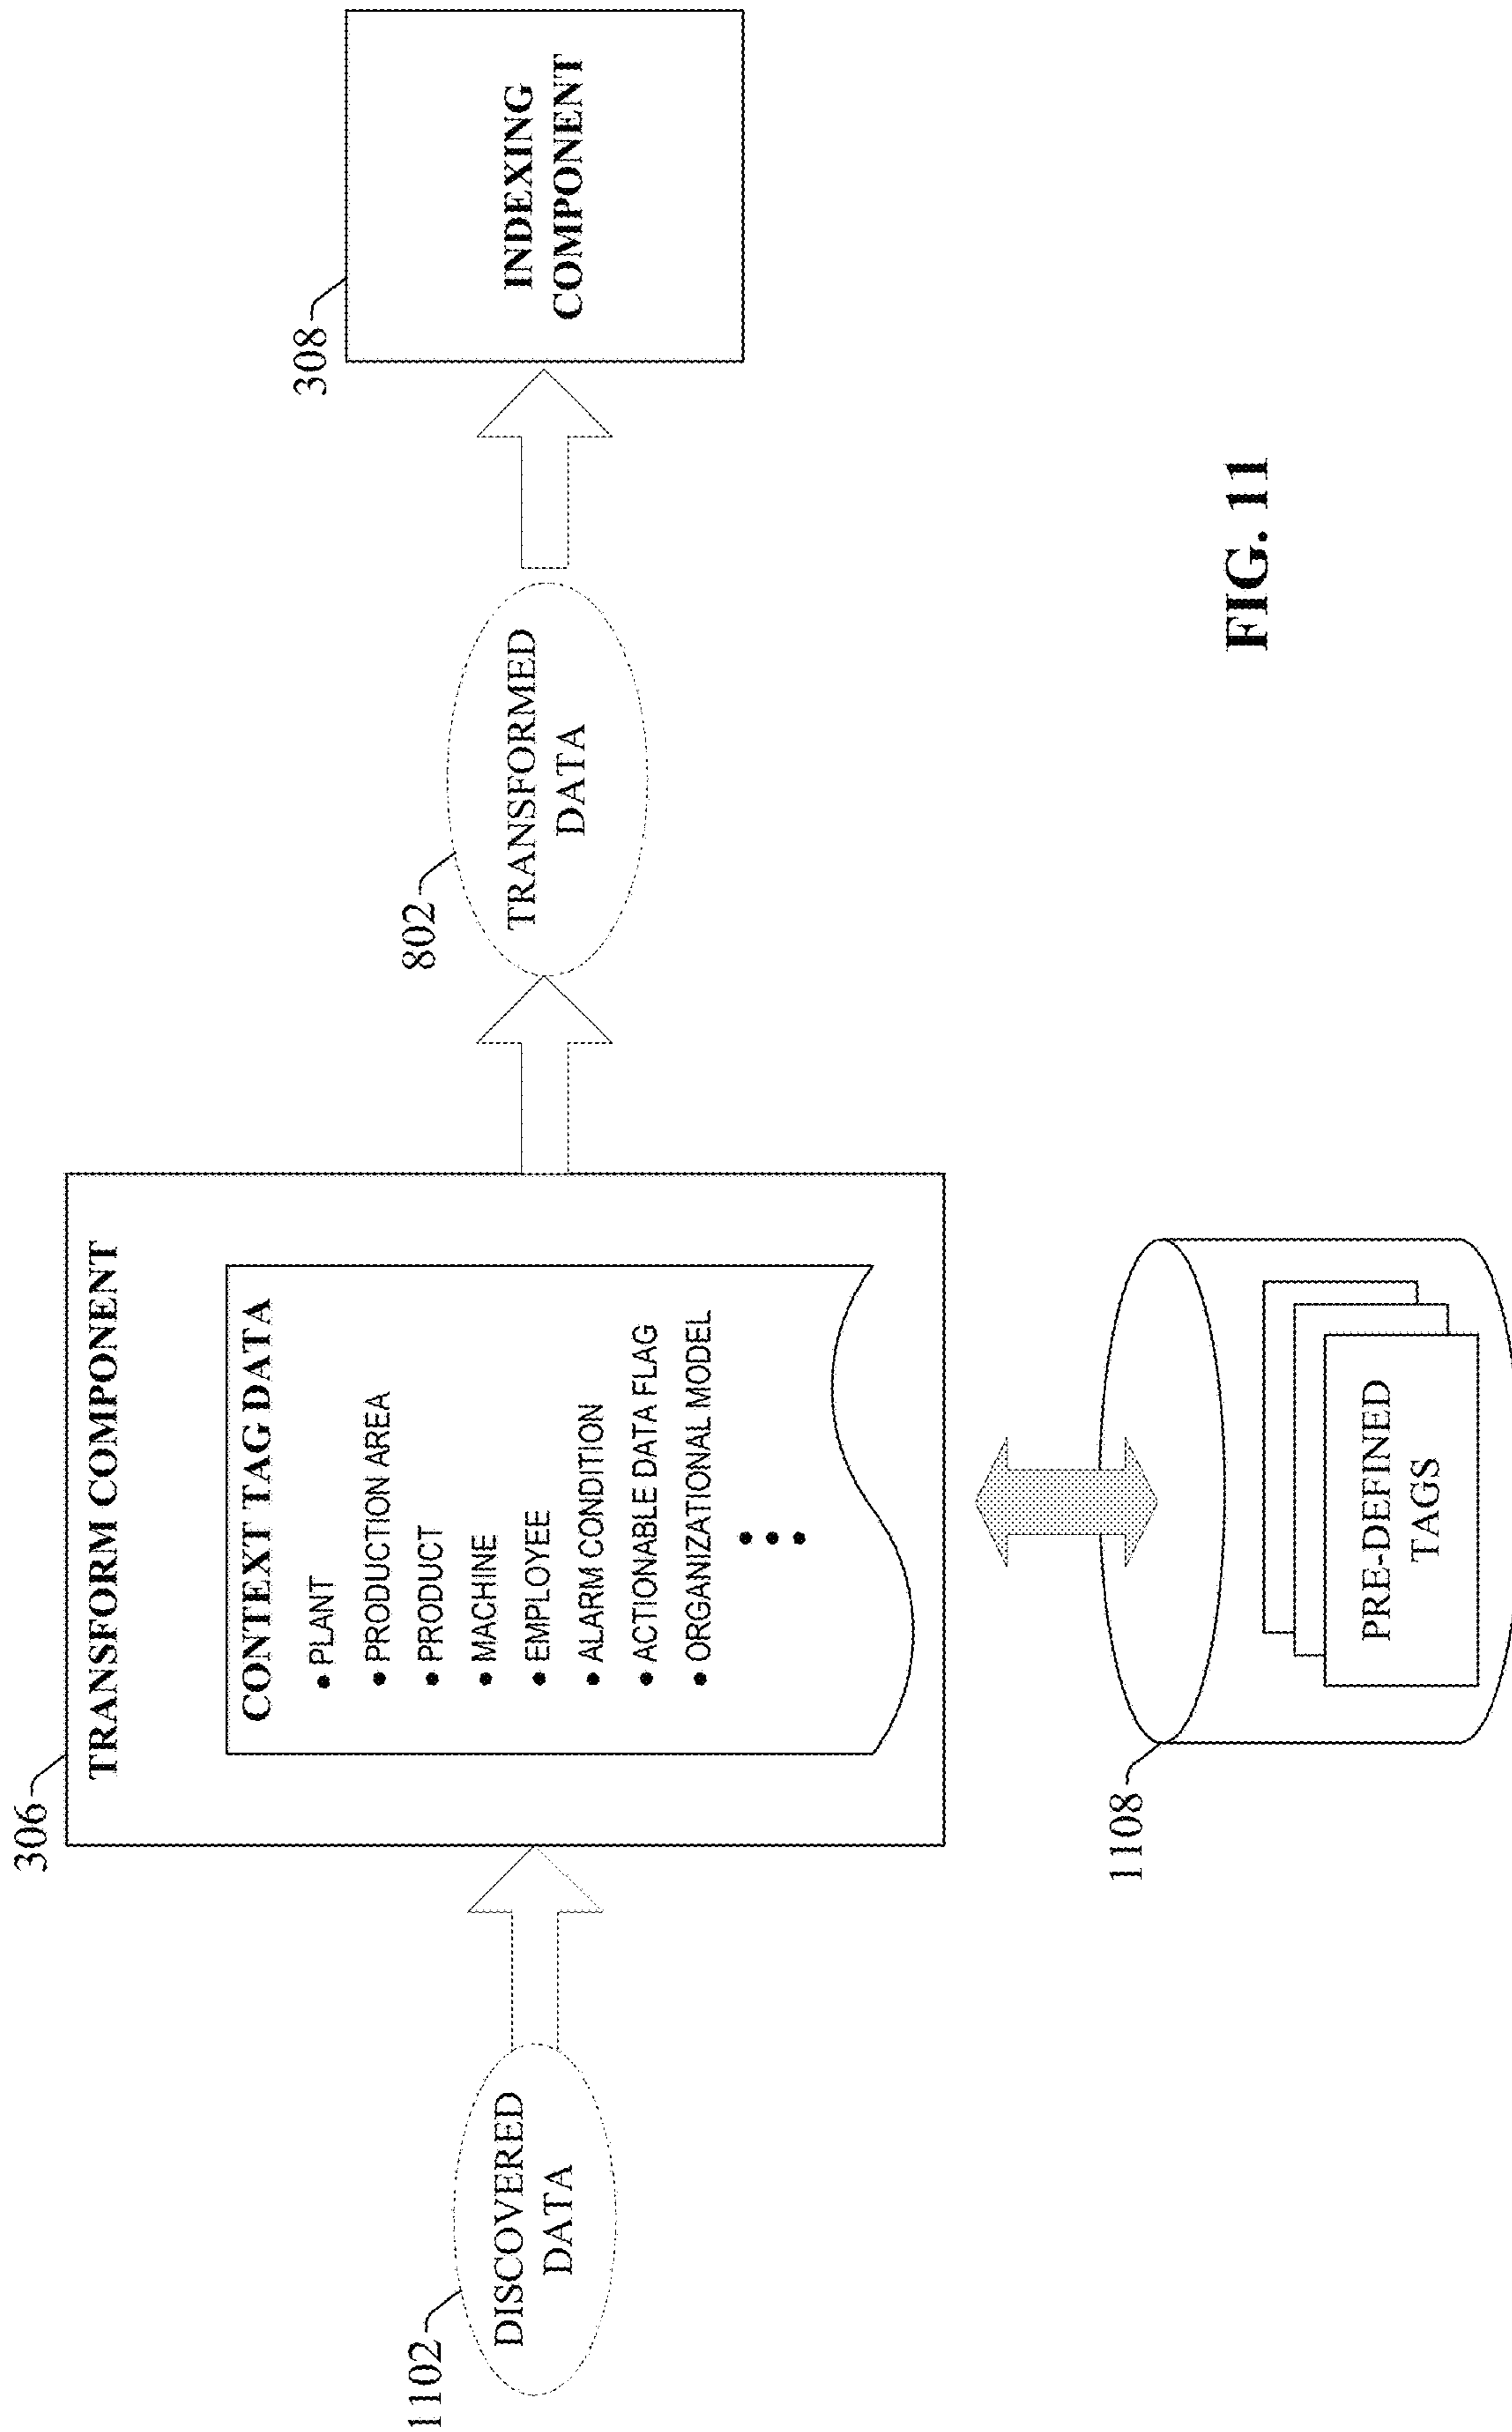 306
TRANSFORM COMPONENT
CONTEXT TAG DATA
• PLANT
• PRODUCTION AREA
• PRODUCT
• MACHINE
• EMPLOYEE
• ALARM CONDITION
• ACTIONABLE DATA FLAG
• ORGANIZATIONAL MODEL
1102
DISCOVERED
DATA
802
TRANSFORMED
DATA
308
INDEXING
COMPONENT
1108
PRE-DEFINED
TAGS
FIG. 11